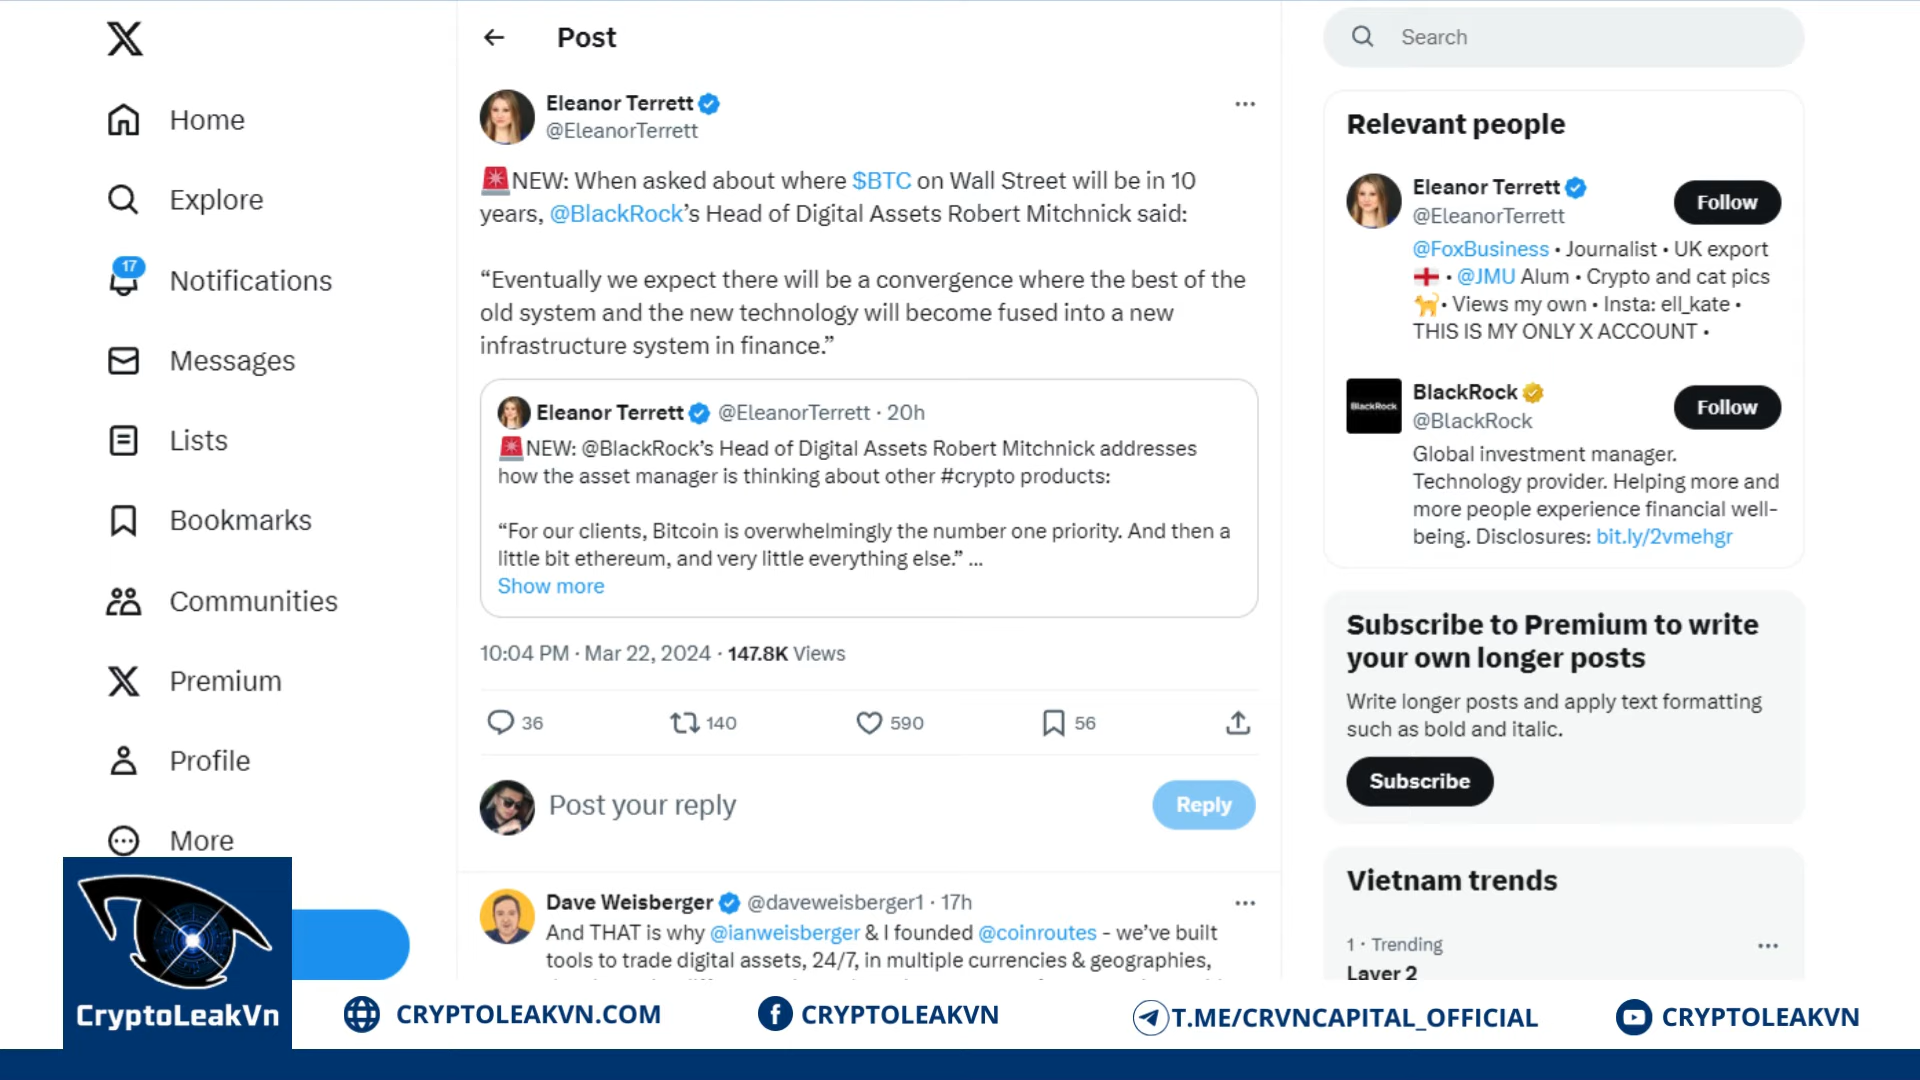 Home
Explore
17
Notifications
Messages
Lists
Bookmarks
Communities
Premium
Profile
More
Post
Eleanor Terrett
@EleanorTerrett
NEW: When asked about where $BTC on Wall Street will be in 10
years, @BlackRock’s Head of Digital Assets Robert Mitchnick said:
“Eventually we expect there will be a convergence where the best of the
old system and the new technology will become fused into a new
infrastructure system in finance.”
Eleanor Terrett @EleanorTerrett · 20h
NEW: @BlackRock’s Head of Digital Assets Robert Mitchnick addresses
how the asset manager is thinking about other #crypto products:
“For our clients, Bitcoin is overwhelmingly the number one priority. And then a
little bit ethereum, and very little everything else.” ...
Show more
10:04 PM · Mar 22, 2024 · 147.8K Views
36 140 590 56
Post your reply
Reply
Dave Weisberger @daveweisberger1 · 17h
And THAT is why @ianweisberger & I founded @coinroutes - we’ve built
tools to trade digital assets, 24/7, in multiple currencies & geographies,
Search
Relevant people
Eleanor Terrett
@EleanorTerrett
Follow
@FoxBusiness • Journalist • UK export
• @JMU Alum • Crypto and cat pics
• Views my own • Insta: ell_kate •
THIS IS MY ONLY X ACCOUNT •
BlackRock
BlackRock
@BlackRock
Follow
Global investment manager.
Technology provider. Helping more and
more people experience financial well-
being. Disclosures: bit.ly/2vmehgr
Subscribe to Premium to write
your own longer posts
Write longer posts and apply text formatting
such as bold and italic.
Subscribe
Vietnam trends
1 · Trending
Layer 2
CryptoLeakVn
CRYPTOLEAKVN.COM
CRYPTOLEAKVN
T.ME/CRVNCAPITAL_OFFICIAL
CRYPTOLEAKVN